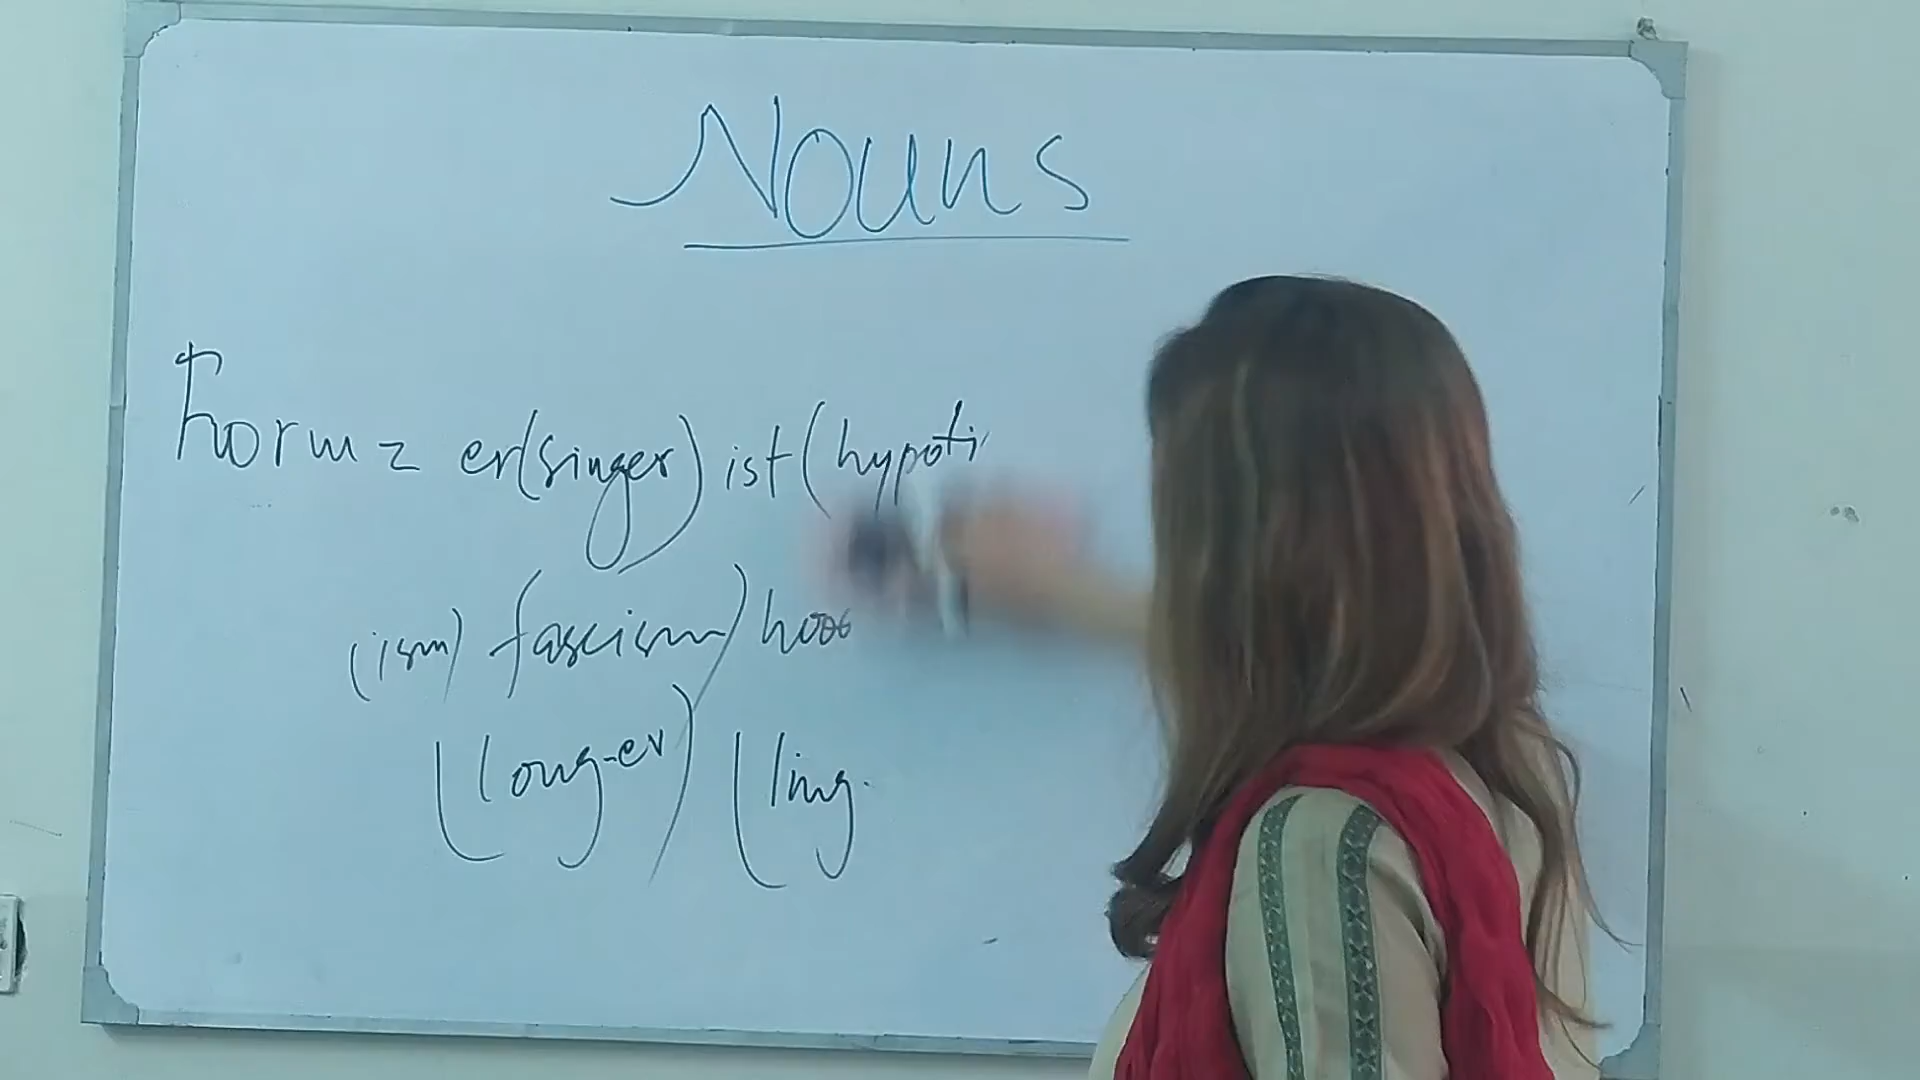 Nouns
Form = er(singer) ist (hypoti
(ism) fascism) hood
(long-er) (ling.